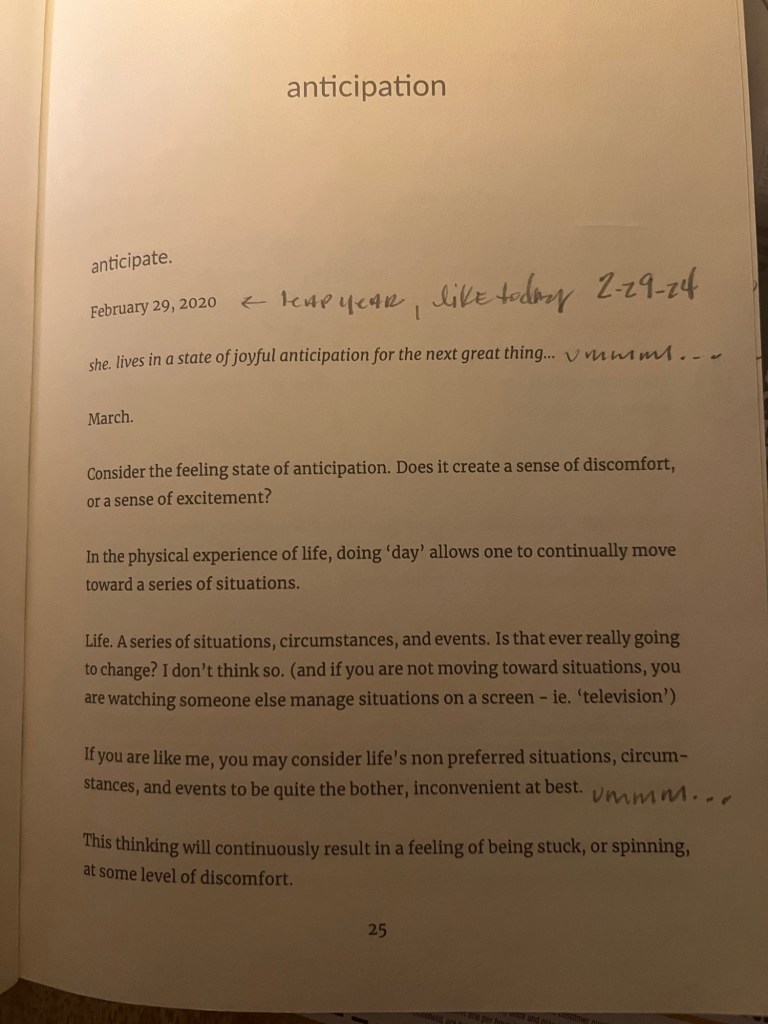 anticipation
anticipate.
February 29, 2020 ← leap year, like today 2-29-24
she. lives in a state of joyful anticipation for the next great thing... ummmm....
March.
Consider the feeling state of anticipation. Does it create a sense of discomfort,
or a sense of excitement?
In the physical experience of life, doing ‘day’ allows one to continually move
toward a series of situations.
Life. A series of situations, circumstances, and events. Is that ever really going
to change? I don’t think so. (and if you are not moving toward situations, you
are watching someone else manage situations on a screen – ie. ‘television’)
If you are like me, you may consider life’s non preferred situations, circum-
stances, and events to be quite the bother, inconvenient at best. ummm...
This thinking will continuously result in a feeling of being stuck, or spinning,
at some level of discomfort.
25